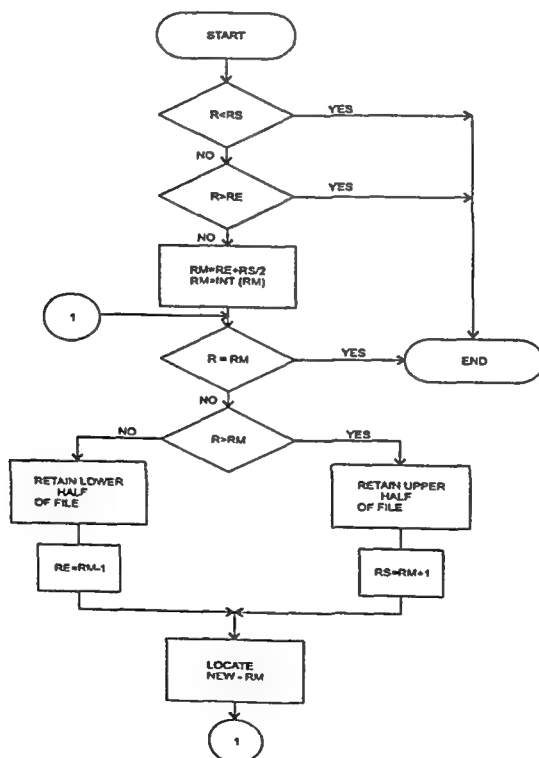 START
R<RS
YES
NO
R>RE
YES
NO
RM=RE+RS/2
RM=INT (RM)
1
R = RM
YES
END
NO
NO
R>RM
YES
RETAIN LOWER
HALF
OF FILE
RETAIN UPPER
HALF
OF FILE
RE=RM-1
RS=RM+1
LOCATE
NEW - RM
1